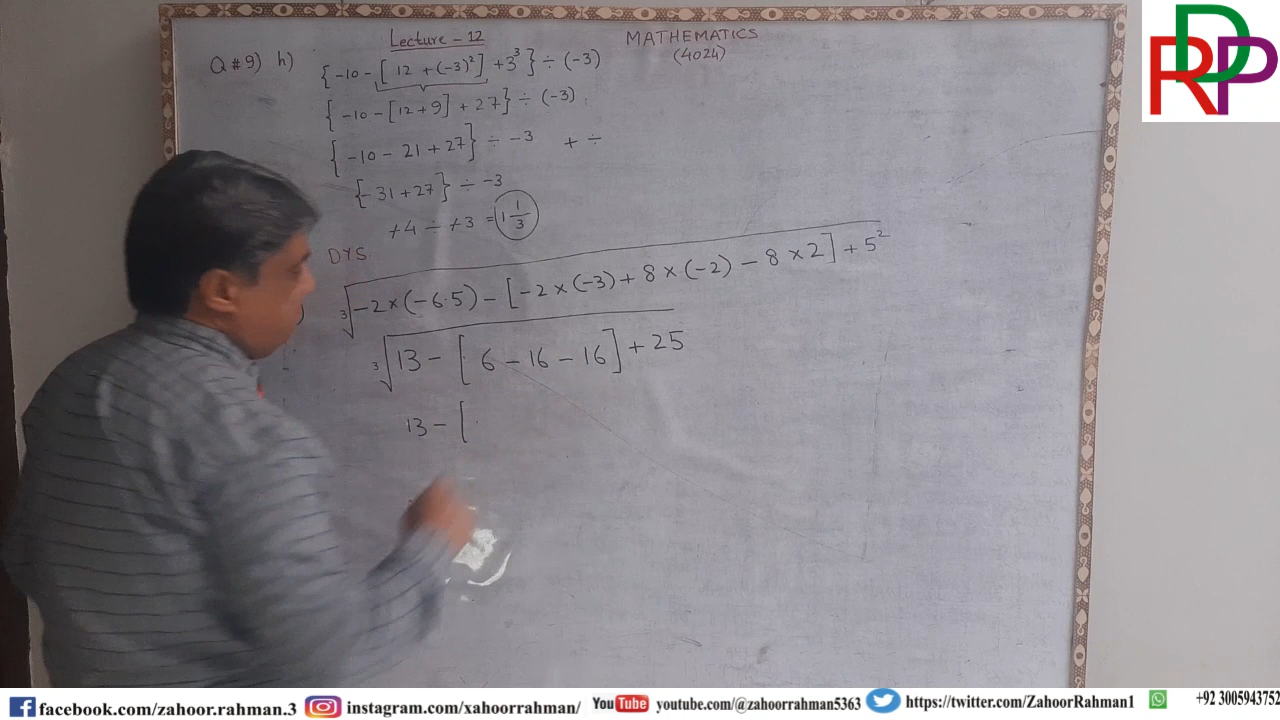 Lecture - 12
MATHEMATICS
(4024)
Q#9) h) {-10 - [12 + (-3)²] + 3³} ÷ (-3)
{-10 - [12+9] + 27} ÷ (-3)
{-10 - 21 + 27} ÷ -3 + ÷
{-31 + 27} ÷ -3
-4 ÷ -3 = 1 1/3
DYS
) ∛(-2 × (-6.5) - [-2 × (-3) + 8 × (-2) - 8 × 2] + 5²)
∛(13 - [6 - 16 - 16] + 25)
13 - [
RDP
facebook.com/zahoor.rahman.3 instagram.com/xahoorrahman/ YouTube youtube.com/@zahoorrahman5363 https://twitter.com/ZahoorRahman1 +92 3005943752